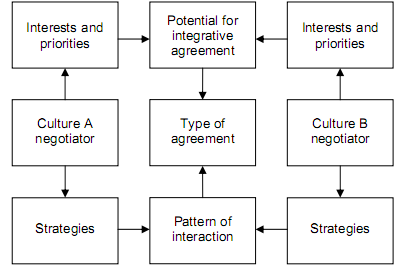 Interests and
priorities
Potential for
integrative
agreement
Interests and
priorities
Culture A
negotiator
Type of
agreement
Culture B
negotiator
Strategies
Pattern of
interaction
Strategies